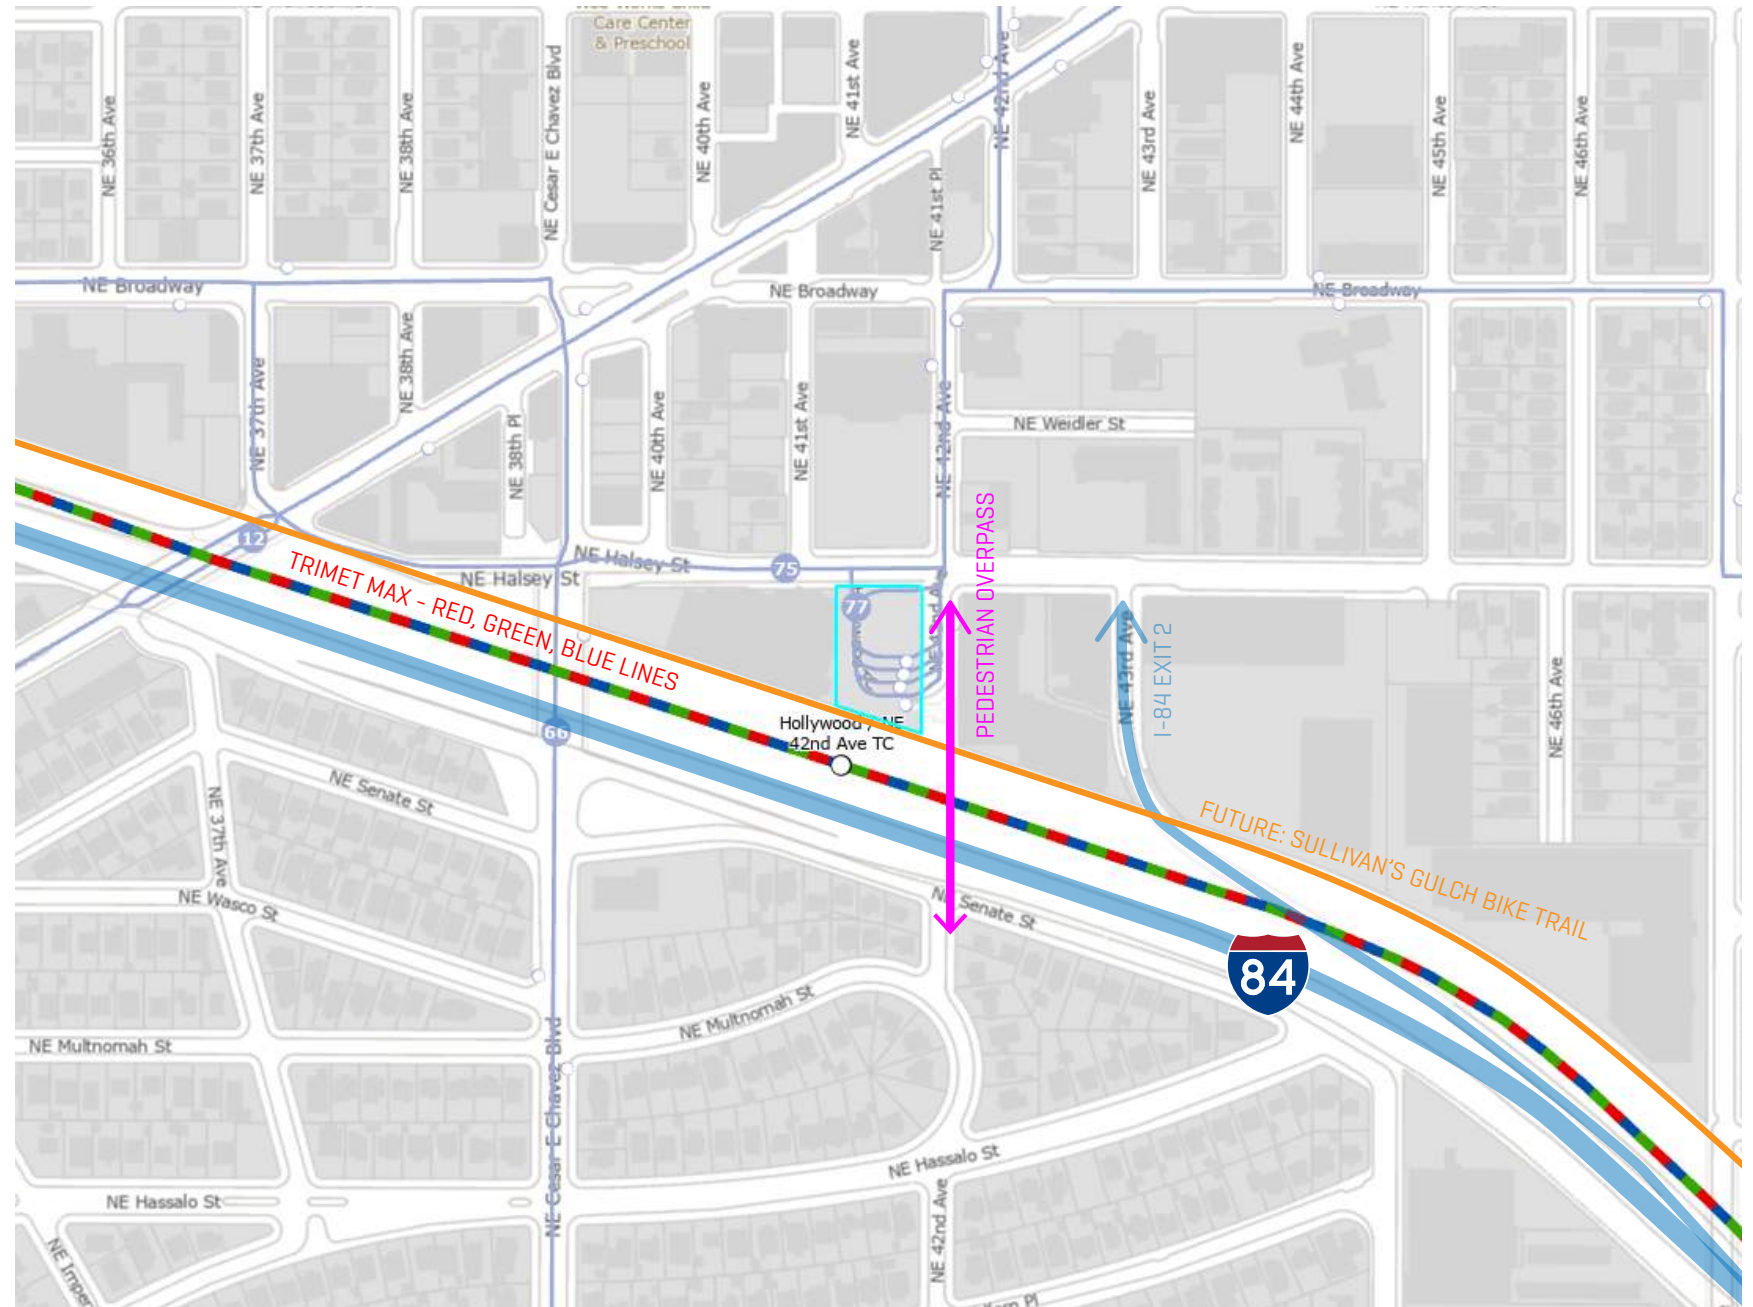 Care Center
& Preschool
NE 36th Ave
NE 37th Ave
NE 38th Ave
NE Cesar E Chavez Blvd
NE 40th Ave
NE 41st Ave
NE 41st Pl
NE 42nd Ave
NE 43rd Ave
NE 44th Ave
NE 45th Ave
NE 46th Ave
NE Broadway
NE Broadway
NE Broadway
NE 37th Ave
NE 38th Ave
NE 38th Pl
NE 40th Ave
NE 41st Ave
NE 42nd Ave
NE Weidler St
12
NE Halsey St
NE Halsey St
75
77
NE 42nd Ave
PEDESTRIAN OVERPASS
NE 43rd Ave
I-84 EXIT 2
NE 46th Ave
TRIMET MAX - RED, GREEN, BLUE LINES
66
Hollywood / NE
42nd Ave TC
FUTURE: SULLIVAN'S GULCH BIKE TRAIL
84
NE Senate St
NE 37th Ave
NE Wasco St
NE Senate St
NE Multnomah St
NE Multnomah St
NE Cesar E Chavez Blvd
NE Hassalo St
NE Hassalo St
NE 42nd Ave
NE
Pl